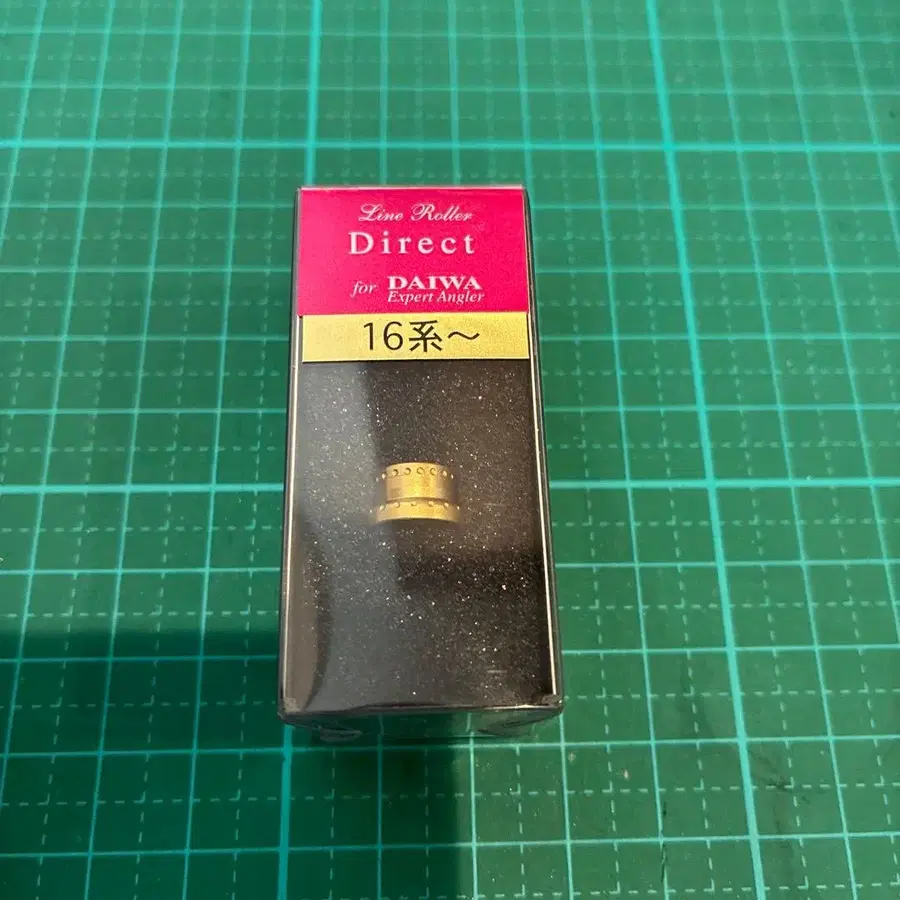 Line Roller
Direct
for DAIWA
Expert Angler
16系～